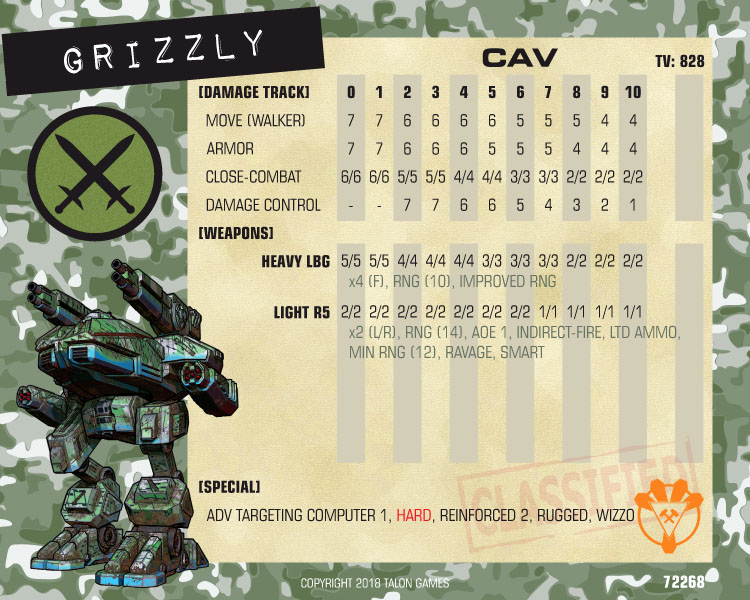 GRIZZLY
CAV
TV: 828
[DAMAGE TRACK] 0 1 2 3 4 5 6 7 8 9 10
MOVE (WALKER) 7 7 6 6 6 6 5 5 5 4 4
ARMOR 7 7 6 6 6 5 5 5 4 4 4
CLOSE-COMBAT 6/6 6/6 5/5 5/5 4/4 4/4 3/3 3/3 2/2 2/2 2/2
DAMAGE CONTROL - - 7 7 6 6 5 4 3 2 1
[WEAPONS]
HEAVY LBG 5/5 5/5 4/4 4/4 4/4 3/3 3/3 3/3 2/2 2/2 2/2
x4 (F), RNG (10), IMPROVED RNG
LIGHT R5 2/2 2/2 2/2 2/2 2/2 2/2 2/2 1/1 1/1 1/1 1/1
x2 (L/R), RNG (14), AOE 1, INDIRECT-FIRE, LTD AMMO,
MIN RNG (12), RAVAGE, SMART
CLASSIFIED
[SPECIAL]
ADV TARGETING COMPUTER 1, HARD, REINFORCED 2, RUGGED, WIZZO
COPYRIGHT 2018 TALON GAMES
72268